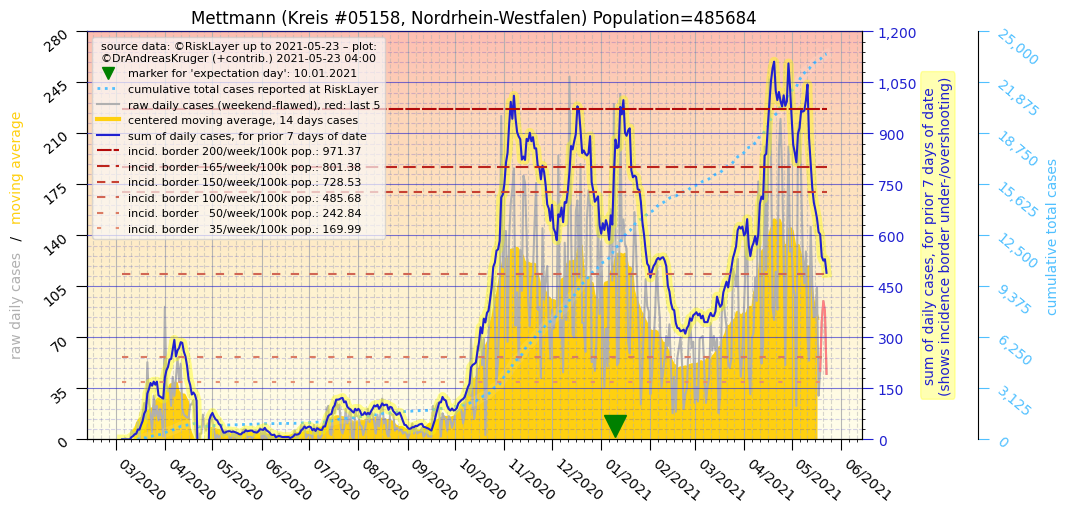 Mettmann (Kreis #05158, Nordrhein-Westfalen) Population=485684
source data: ©RiskLayer up to 2021-05-23 – plot:
©DrAndreasKruger (+contrib.) 2021-05-23 04:00
marker for 'expectation day': 10.01.2021
cumulative total cases reported at RiskLayer
raw daily cases (weekend-flawed), red: last 5
centered moving average, 14 days cases
sum of daily cases, for prior 7 days of date
incid. border 200/week/100k pop.: 971.37
incid. border 165/week/100k pop.: 801.38
incid. border 150/week/100k pop.: 728.53
incid. border 100/week/100k pop.: 485.68
incid. border   50/week/100k pop.: 242.84
incid. border   35/week/100k pop.: 169.99
raw daily cases / moving average
280
245
210
175
140
105
70
35
0
1,200
1,050
900
750
600
450
300
150
0
sum of daily cases, for prior 7 days of date
(shows incidence border under-/overshooting)
25,000
21,875
18,750
15,625
12,500
9,375
6,250
3,125
0
cumulative total cases
03/2020
04/2020
05/2020
06/2020
07/2020
08/2020
09/2020
10/2020
11/2020
12/2020
01/2021
02/2021
03/2021
04/2021
05/2021
06/2021